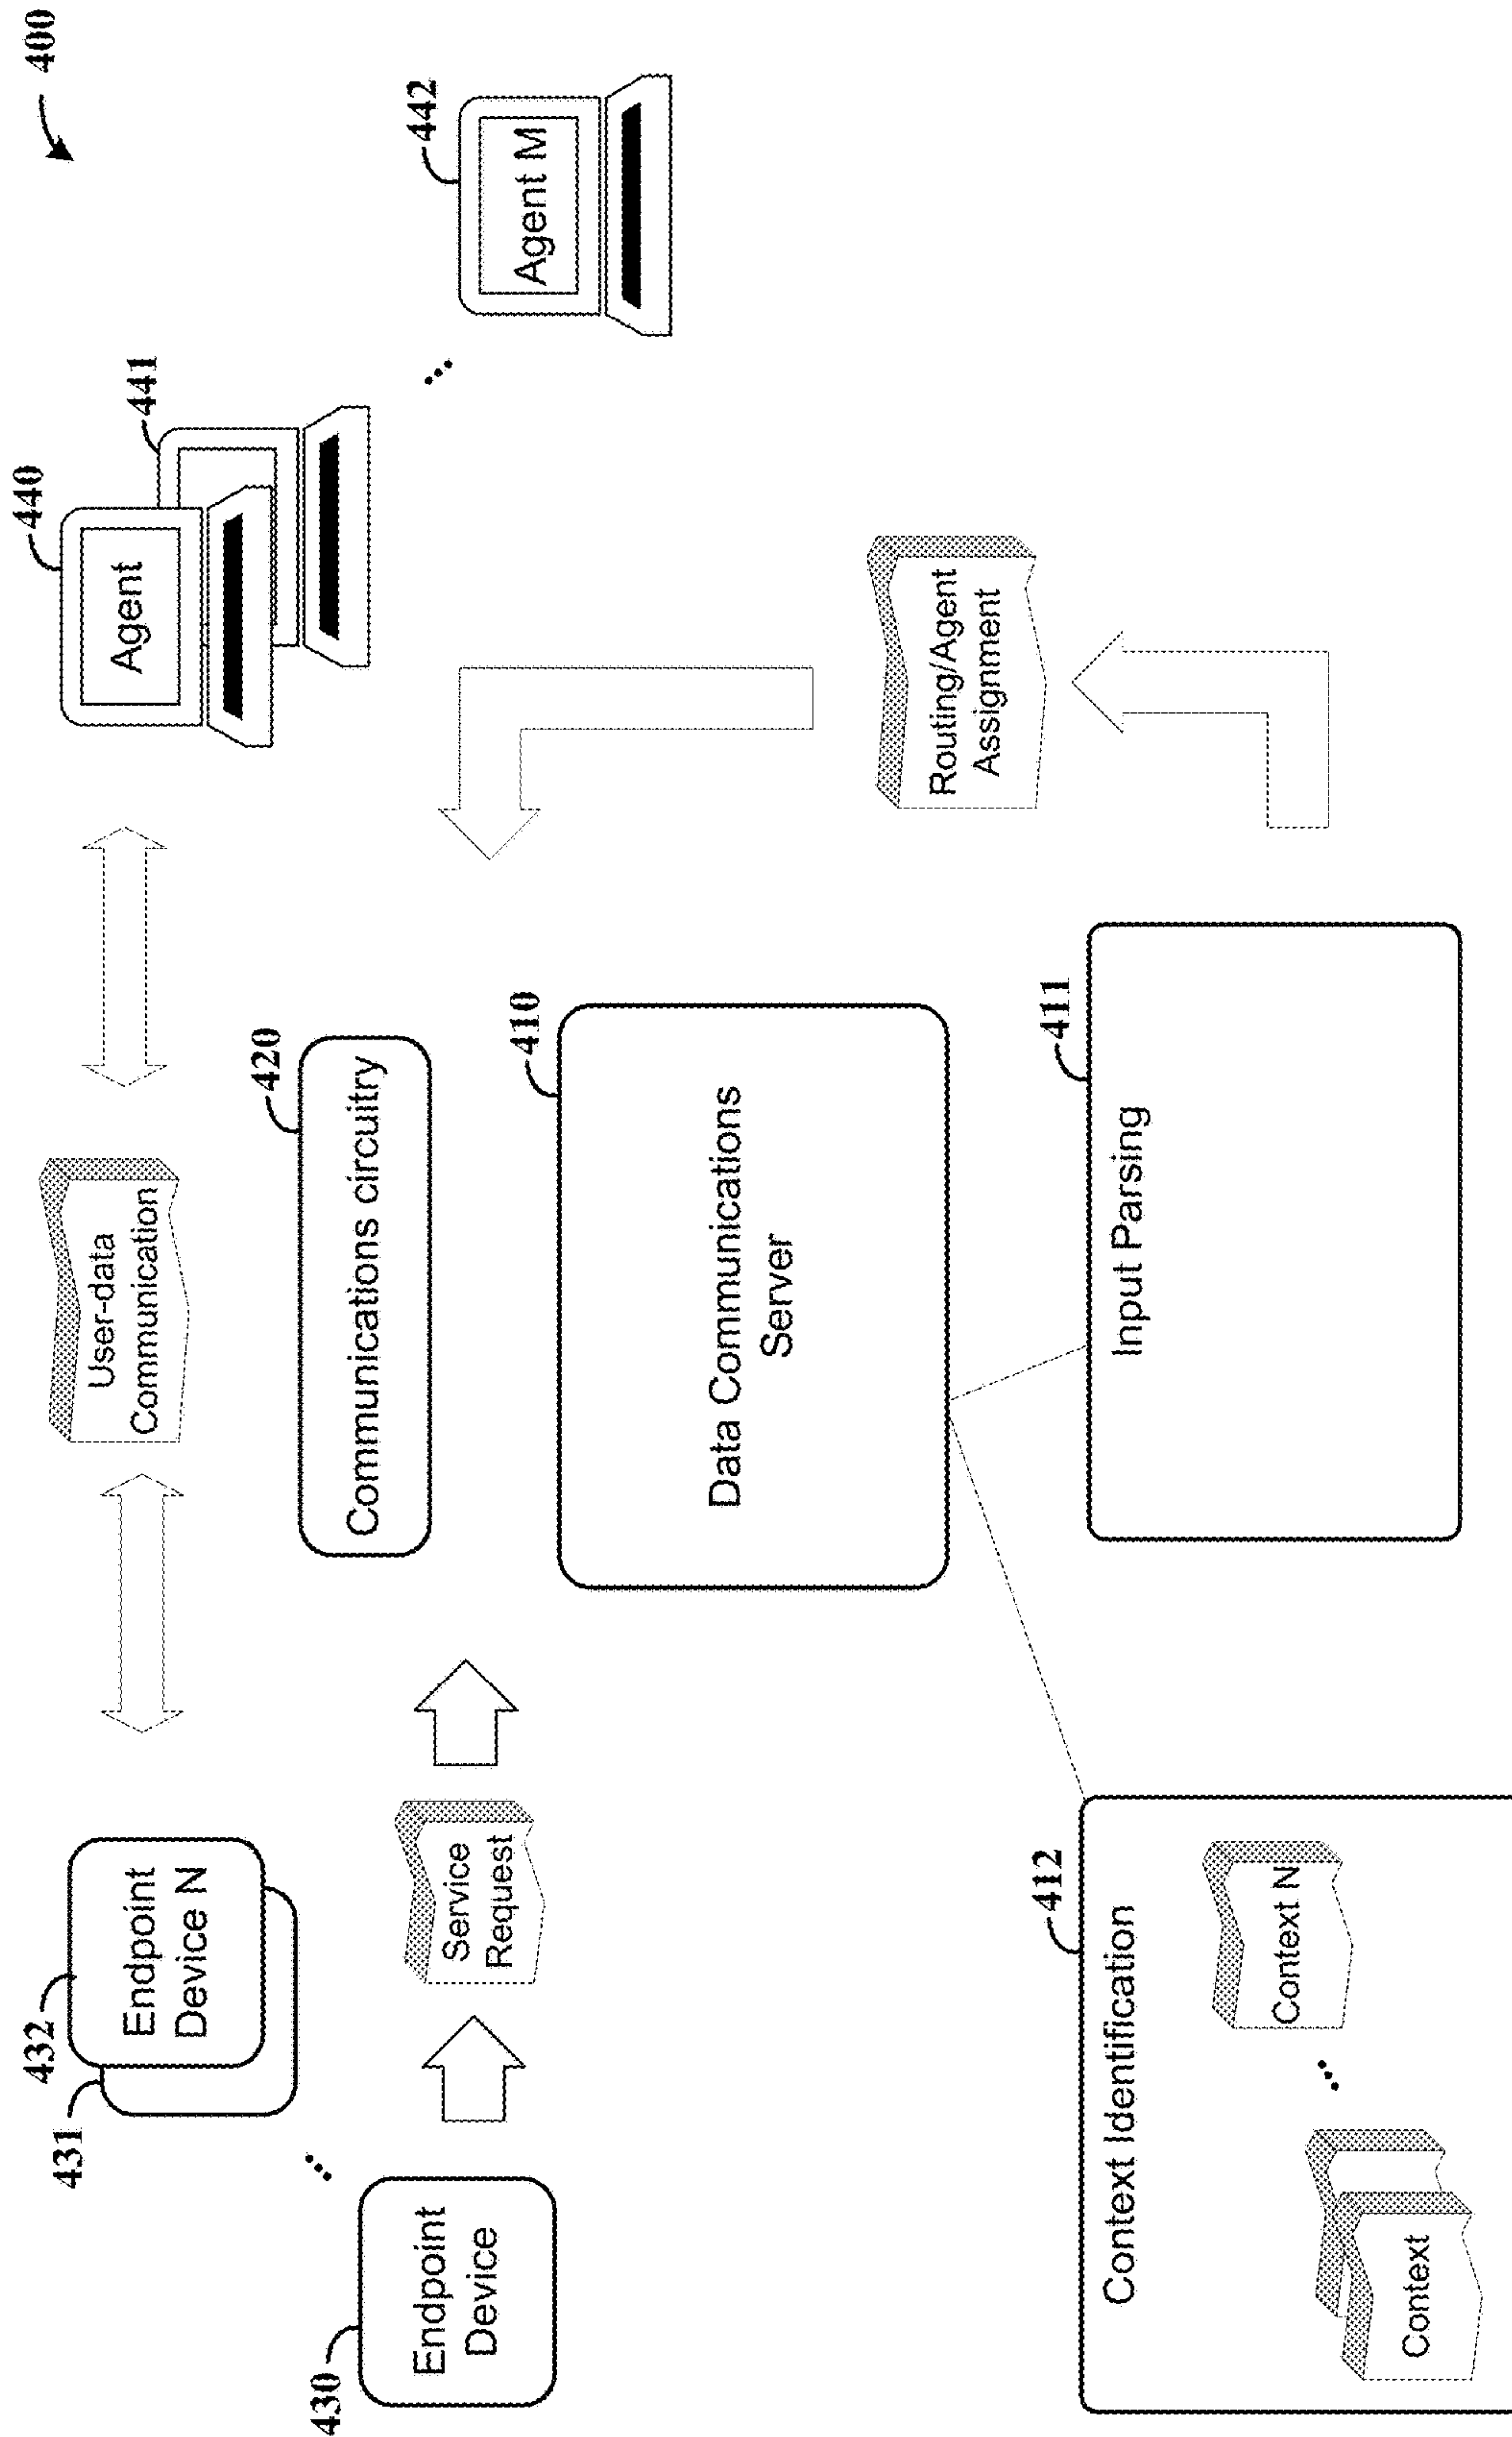 400
440
441
442
Agent
Agent M
432
431
Endpoint
Device N
User-data
Communication
420
Communications circuitry
430
Endpoint
Device
Service
Request
410
Data Communications
Server
Routing/Agent
Assignment
412
Context Identification
Context
Context N
411
Input Parsing